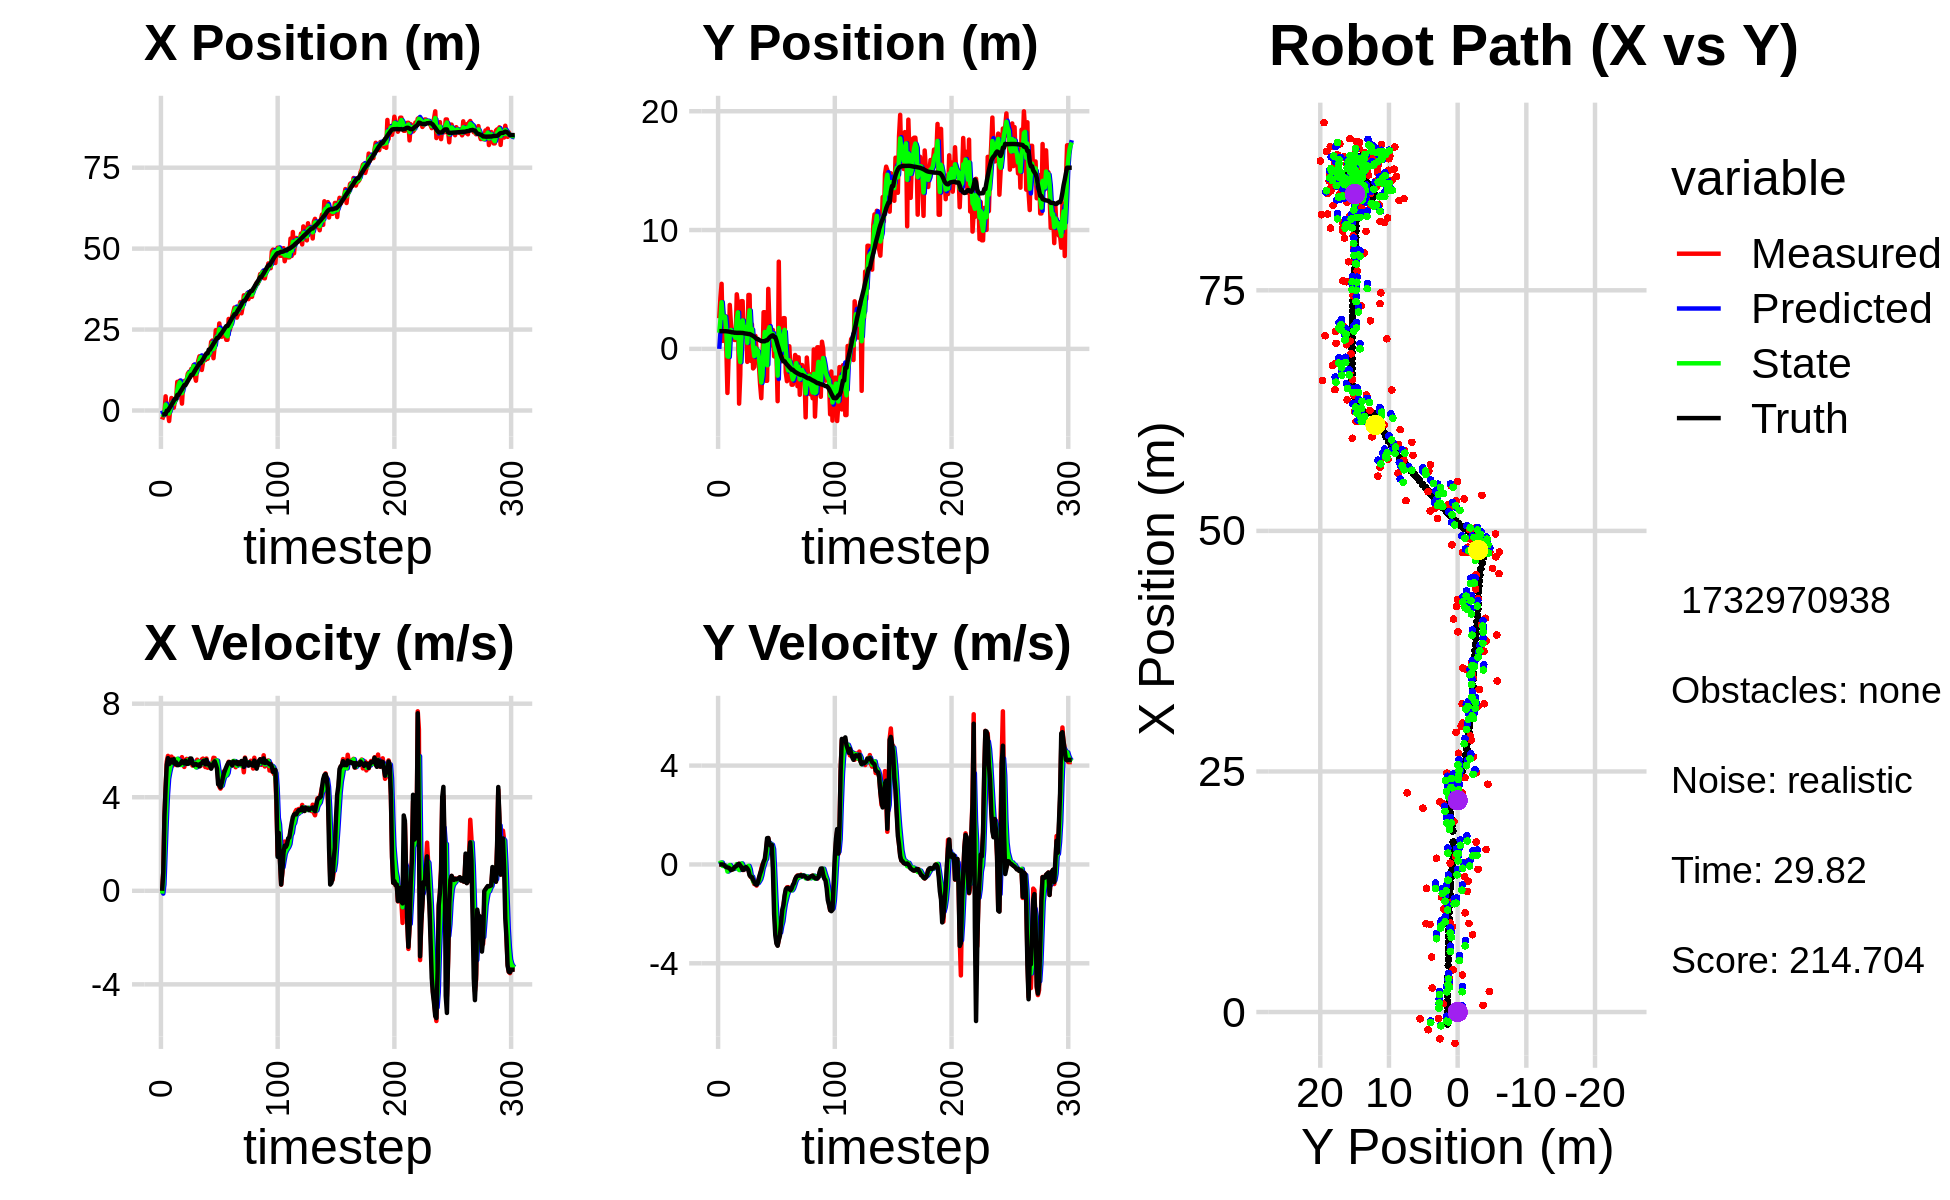 X Position (m)
75
50
25
0
0
100
200
300
timestep
Y Position (m)
20
10
0
0
100
200
300
timestep
X Velocity (m/s)
8
4
0
-4
0
100
200
300
timestep
Y Velocity (m/s)
4
0
-4
0
100
200
300
timestep
Robot Path (X vs Y)
X Position (m)
75
50
25
0
20 10 0 -10 -20
Y Position (m)
variable
Measured
Predicted
State
Truth
1732970938
Obstacles: none
Noise: realistic
Time: 29.82
Score: 214.704